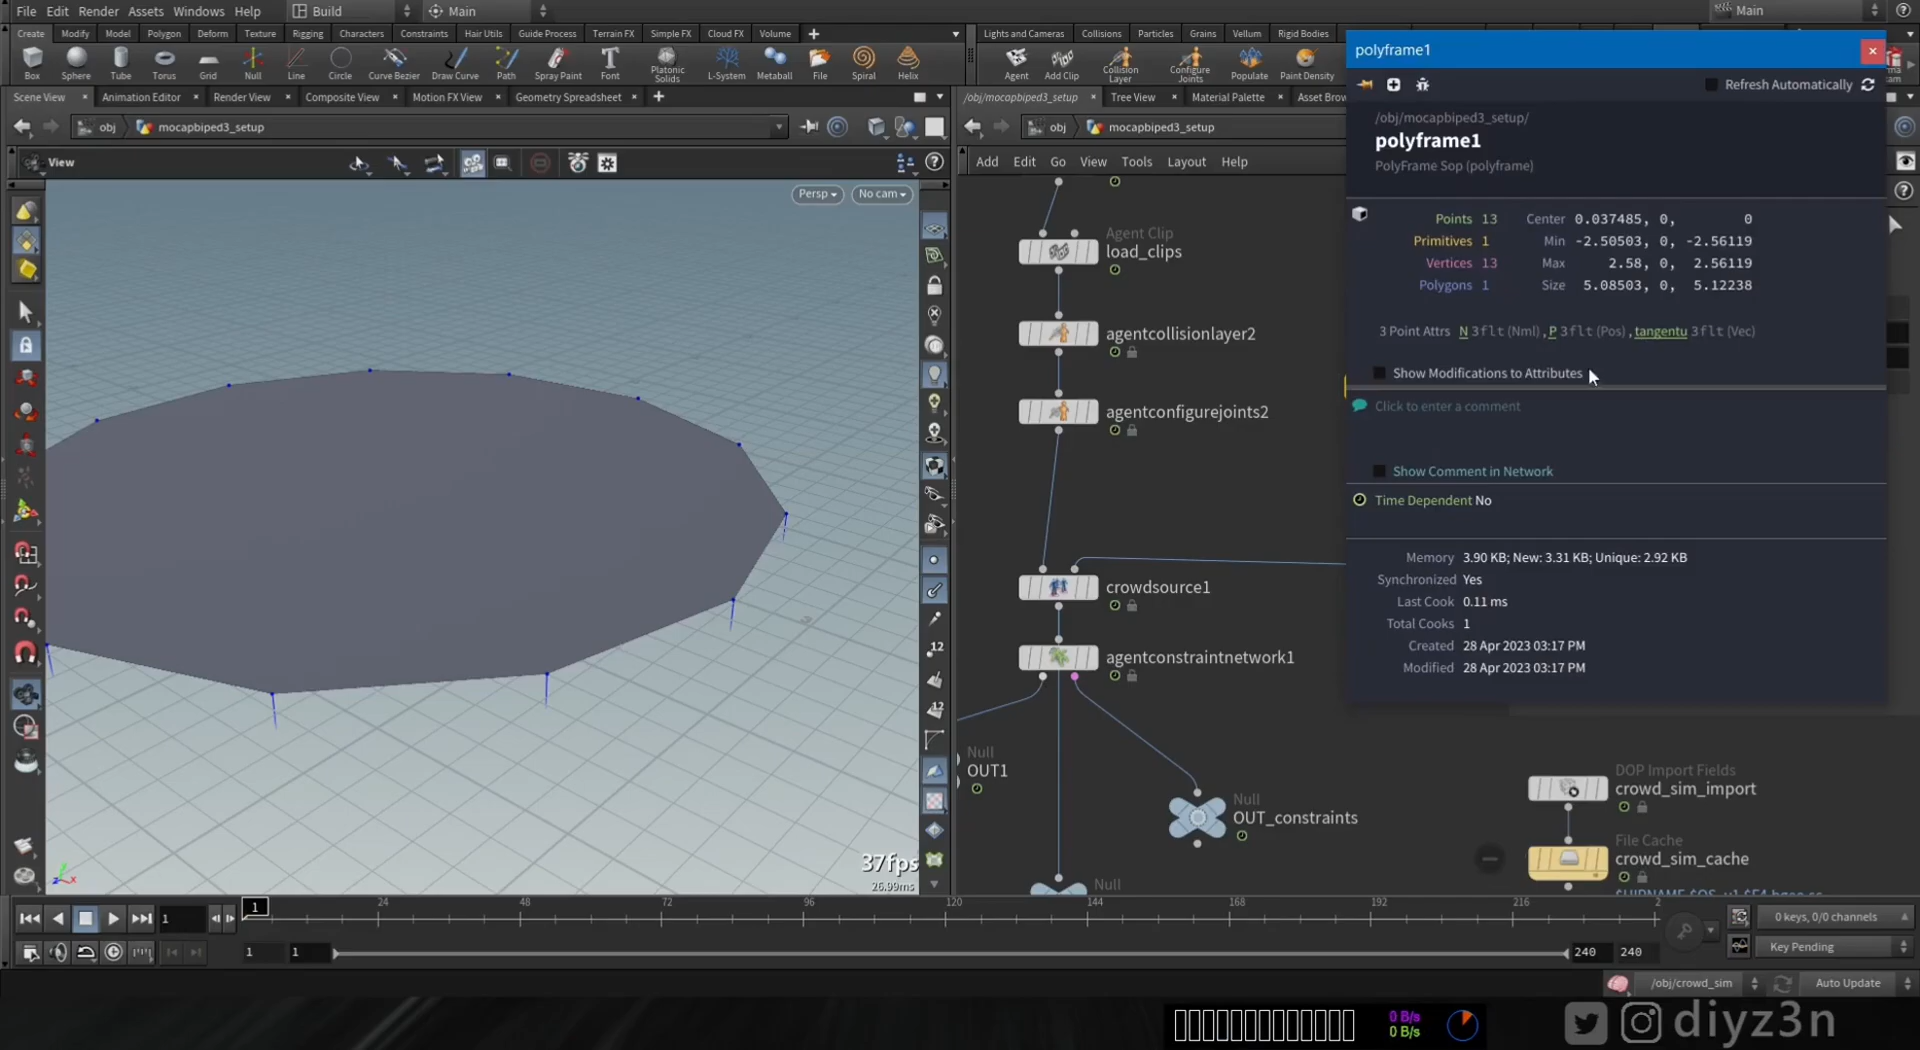 File Edit Render Assets Windows Help Build Main Main
Create Modify Model Polygon Deform Texture Rigging Characters Constraints Hair Utils Guide Process Terrain FX Simple FX Cloud FX Volume
Lights and Cameras Collisions Particles Grains Vellum Rigid Bodies
Box Sphere Tube Torus Grid Null Line Circle Curve Bezier Draw Curve Path Spray Paint Font Platonic Solids L-System Metaball File Spiral Helix
Agent Add Clip Collision Layer Configure Joints Populate Paint Density
Scene View Animation Editor Render View Composite View Motion FX View Geometry Spreadsheet
/obj/mocapbiped3_setup Tree View Material Palette Asset Brow
obj mocapbiped3_setup
obj mocapbiped3_setup
View
Add Edit Go View Tools Layout Help
Persp No cam
Agent Clip
load_clips
agentcollisionlayer2
agentconfigurejoints2
crowdsource1
agentconstraintnetwork1
Null
OUT1
Null
OUT_constraints
Null
DOP Import Fields
crowd_sim_import
File Cache
crowd_sim_cache
polyframe1
Refresh Automatically
/obj/mocapbiped3_setup/
polyframe1
PolyFrame Sop (polyframe)
Points 13 Center 0.037485, 0, 0
Primitives 1 Min -2.50503, 0, -2.56119
Vertices 13 Max 2.58, 0, 2.56119
Polygons 1 Size 5.08503, 0, 5.12238
3 Point Attrs N 3flt (Nml), P 3flt (Pos), tangentu 3flt (Vec)
Show Modifications to Attributes
Click to enter a comment
Show Comment in Network
Time Dependent No
Memory 3.90 KB; New: 3.31 KB; Unique: 2.92 KB
Synchronized Yes
Last Cook 0.11 ms
Total Cooks 1
Created 28 Apr 2023 03:17 PM
Modified 28 Apr 2023 03:17 PM
12
12
37fps
26.99ms
1 1 24 48 72 96 120 144 168 192 216 2
0 keys, 0/0 channels
1 1 240 240 Key Pending
/obj/crowd_sim Auto Update
0 B/s
0 B/s
diyz3n